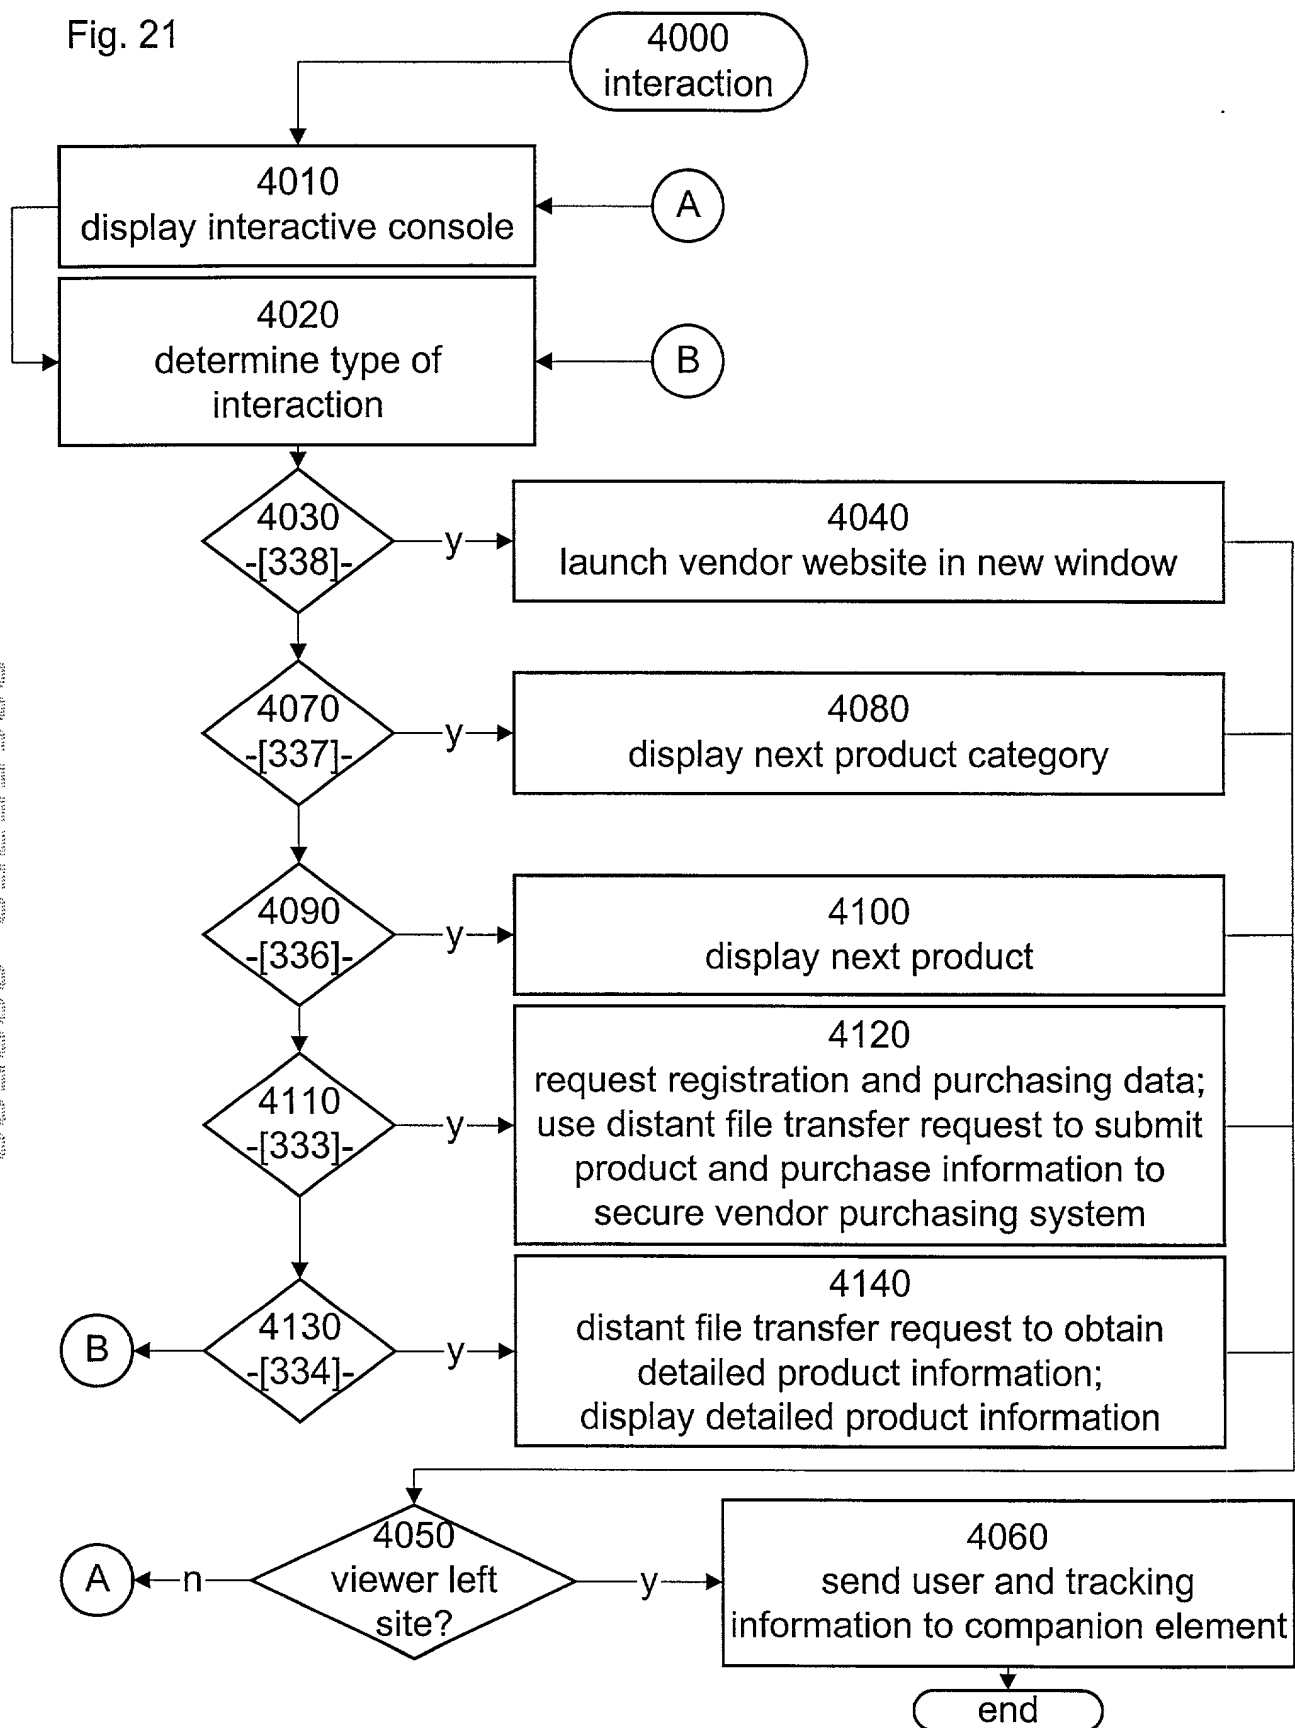 Fig. 21
4000
interaction
4010
display interactive console
A
4020
determine type of
interaction
B
4030
-[338]-
y
4040
launch vendor website in new window
4070
-[337]-
y
4080
display next product category
4090
-[336]-
y
4100
display next product
4110
-[333]-
y
4120
request registration and purchasing data;
use distant file transfer request to submit
product and purchase information to
secure vendor purchasing system
B
4130
-[334]-
y
4140
distant file transfer request to obtain
detailed product information;
display detailed product information
A
n
4050
viewer left
site?
y
4060
send user and tracking
information to companion element
end